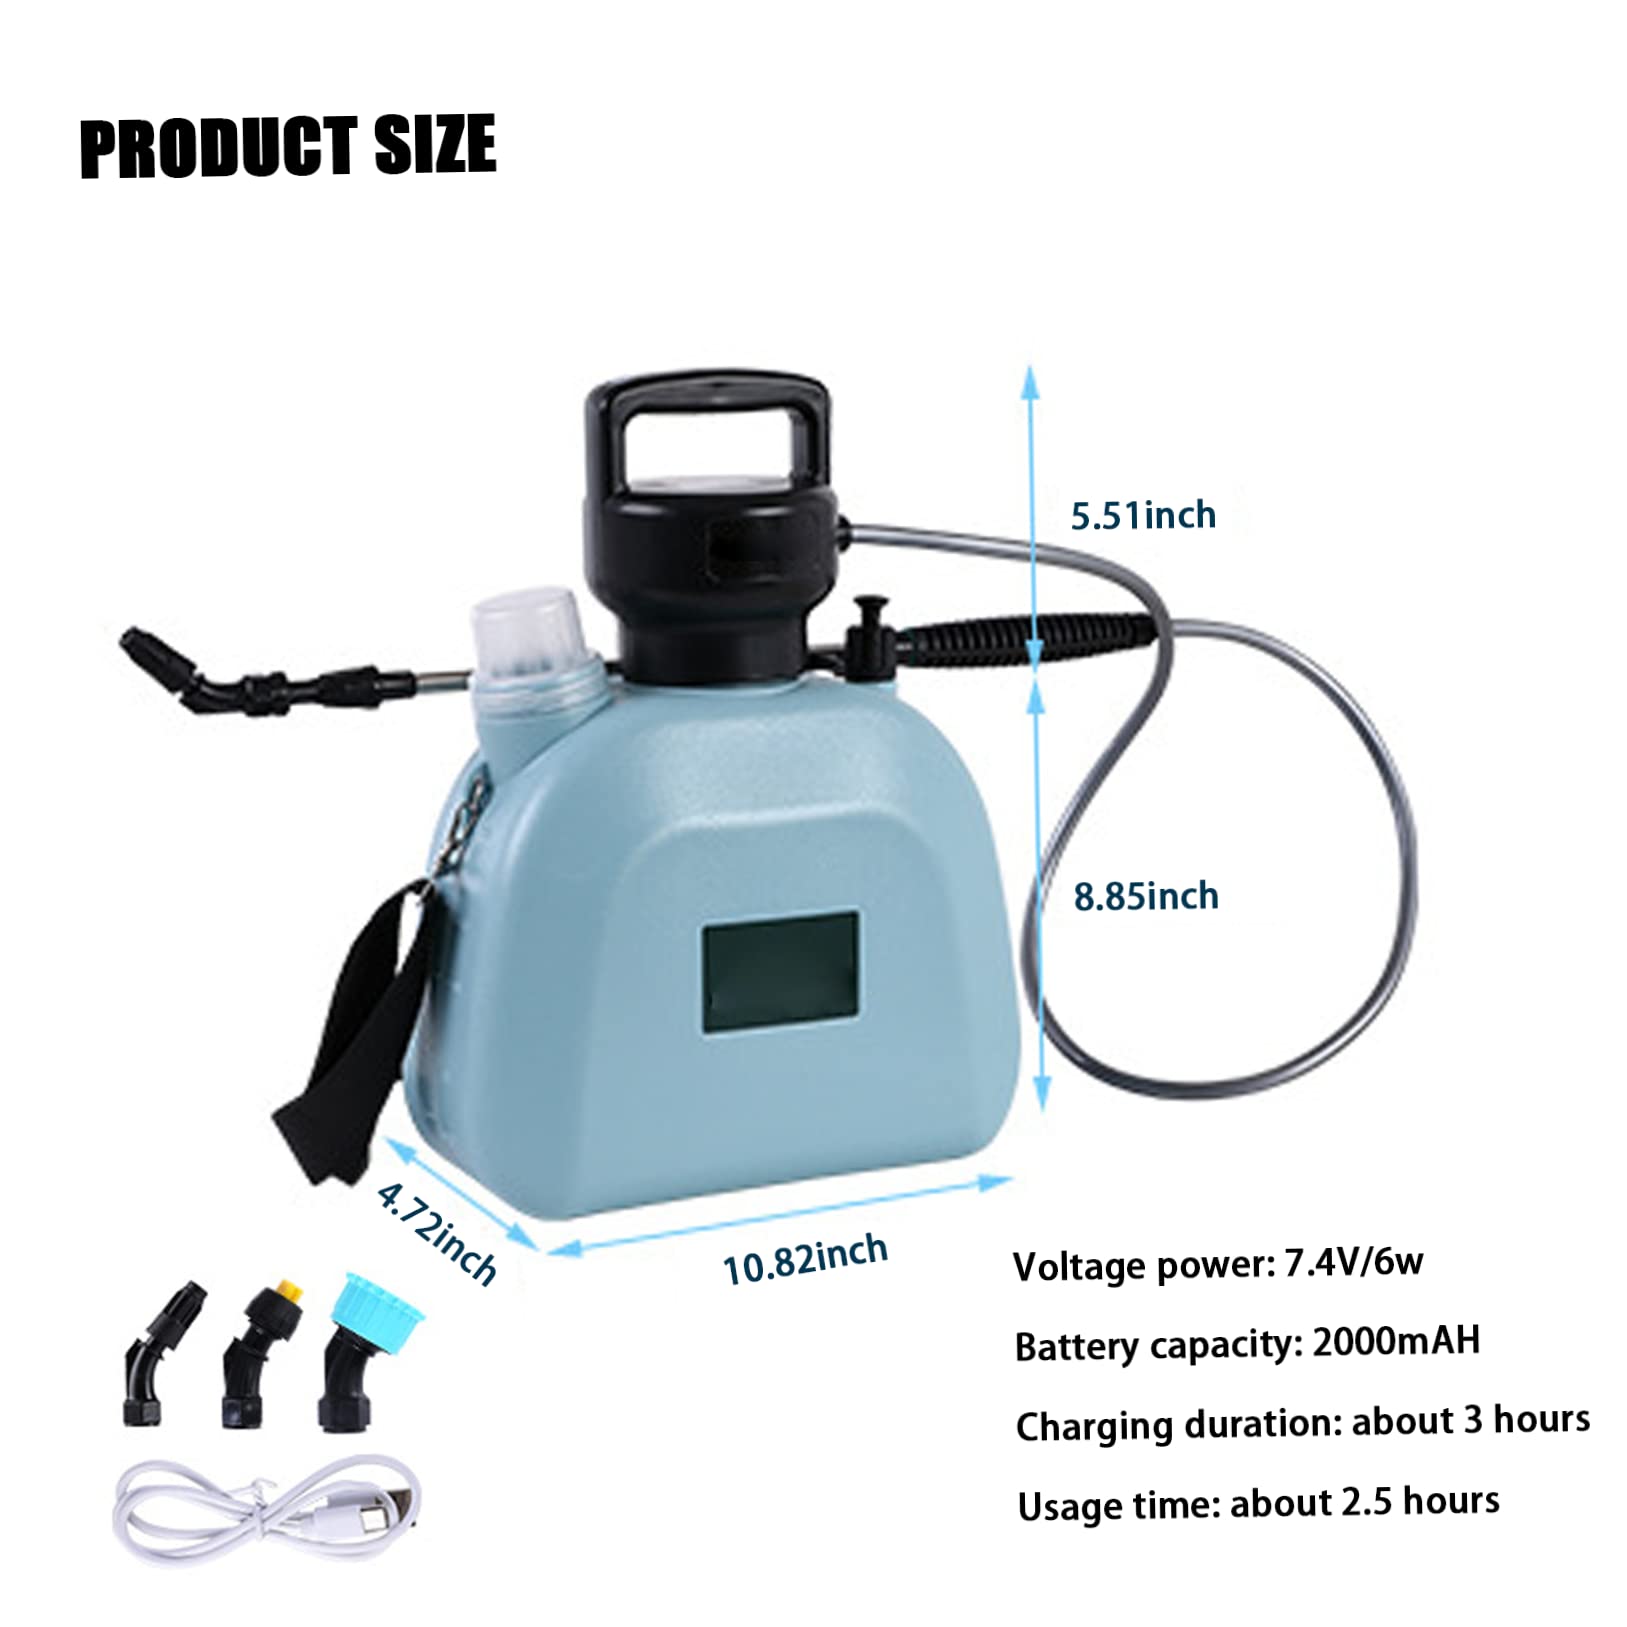 PRODUCT SIZE
5.51inch
8.85inch
4.72inch
10.82inch
Voltage power: 7.4V/6w
Battery capacity: 2000mAH
Charging duration: about 3 hours
Usage time: about 2.5 hours